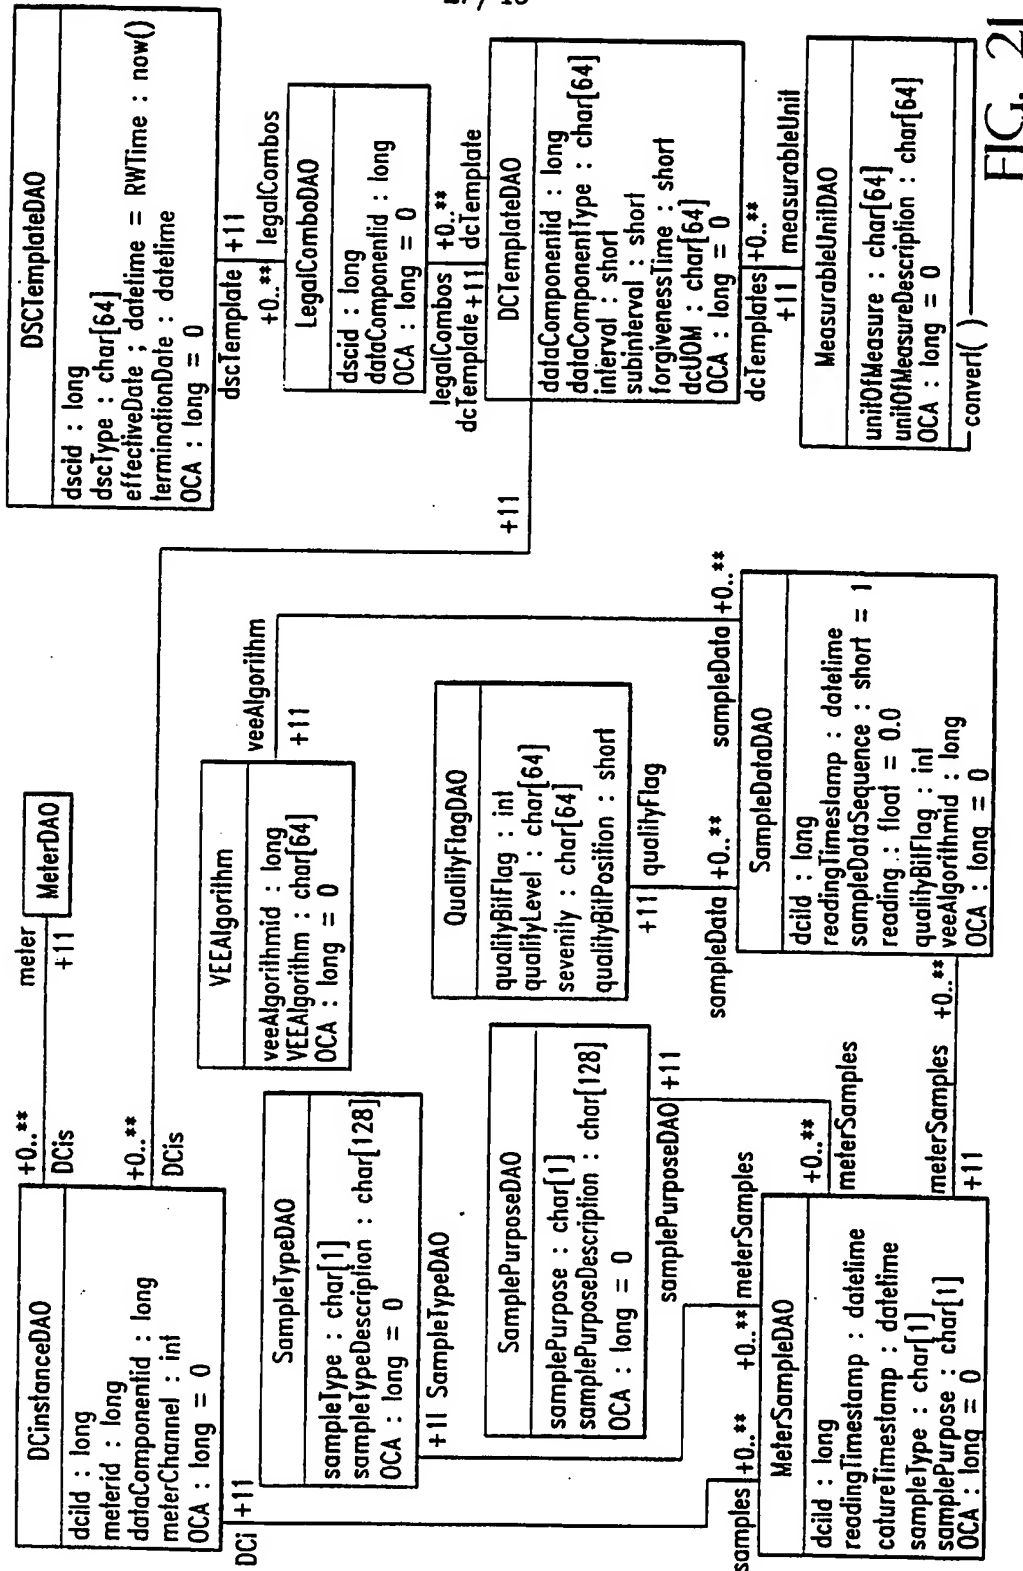 DSCTemplateDAO
dscid : long
dscType : char[64]
effectiveDate ; datetime = RWTime : now()
terminationDate : datetime
OCA : long = 0
dscTemplate +11
+0..** legalCombos
LegalComboDAO
dscid : long
dataComponentid : long
OCA : long = 0
legalCombos +0..**
dcTemplate +11 dcTemplate
DCTemplateDAO
dataComponentid : long
dataComponentType : char[64]
interval : short
subinterval : short
forgivenessTime : short
dcUOM : char[64]
OCA : long = 0
dcTemplates +0..**
+11 measurableUnit
MeasurableUnitDAO
unitOfMeasure : char[64]
unitOfMeasureDescription : char[64]
OCA : long = 0
convert( )
+11
meter
+11
MeterDAO
+0..**
DCis
+0..**
DCis
DCinstanceDAO
dciId : long
meterid : long
dataComponentid : long
meterChannel : int
OCA : long = 0
DCi +11
VEEAlgorithm
veeAlgorithmid : long
VEEAlgorithm : char[64]
OCA : long = 0
veeAlgorithm
+11
QualityFlagDAO
qualityBitFlag : int
qualityLevel : char[64]
severity : char[64]
qualityBitPosition : short
+11 qualityFlag
sampleData +0..**
sampleData +0..**
SampleDataDAO
dciId : long
readingTimestamp : datetime
sampleDataSequence : short = 1
reading : float = 0.0
qualityBitFlag : int
veeAlgorithmid : long
OCA : long = 0
SampleTypeDAO
sampleType : char[1]
sampleTypeDescription : char[128]
OCA : long = 0
+11 SampleTypeDAO
SamplePurposeDAO
samplePurpose : char[1]
samplePurposeDescription : char[128]
OCA : long = 0
samplePurposeDAO +11
samples +0..**
+0..** meterSamples
+0..**
meterSamples
MeterSampleDAO
dciId : long
readingTimestamp : datetime
catureTimestamp : datetime
sampleType : char[1]
samplePurpose : char[1]
OCA : long = 0
meterSamples +0..**
+11
FIG. 21